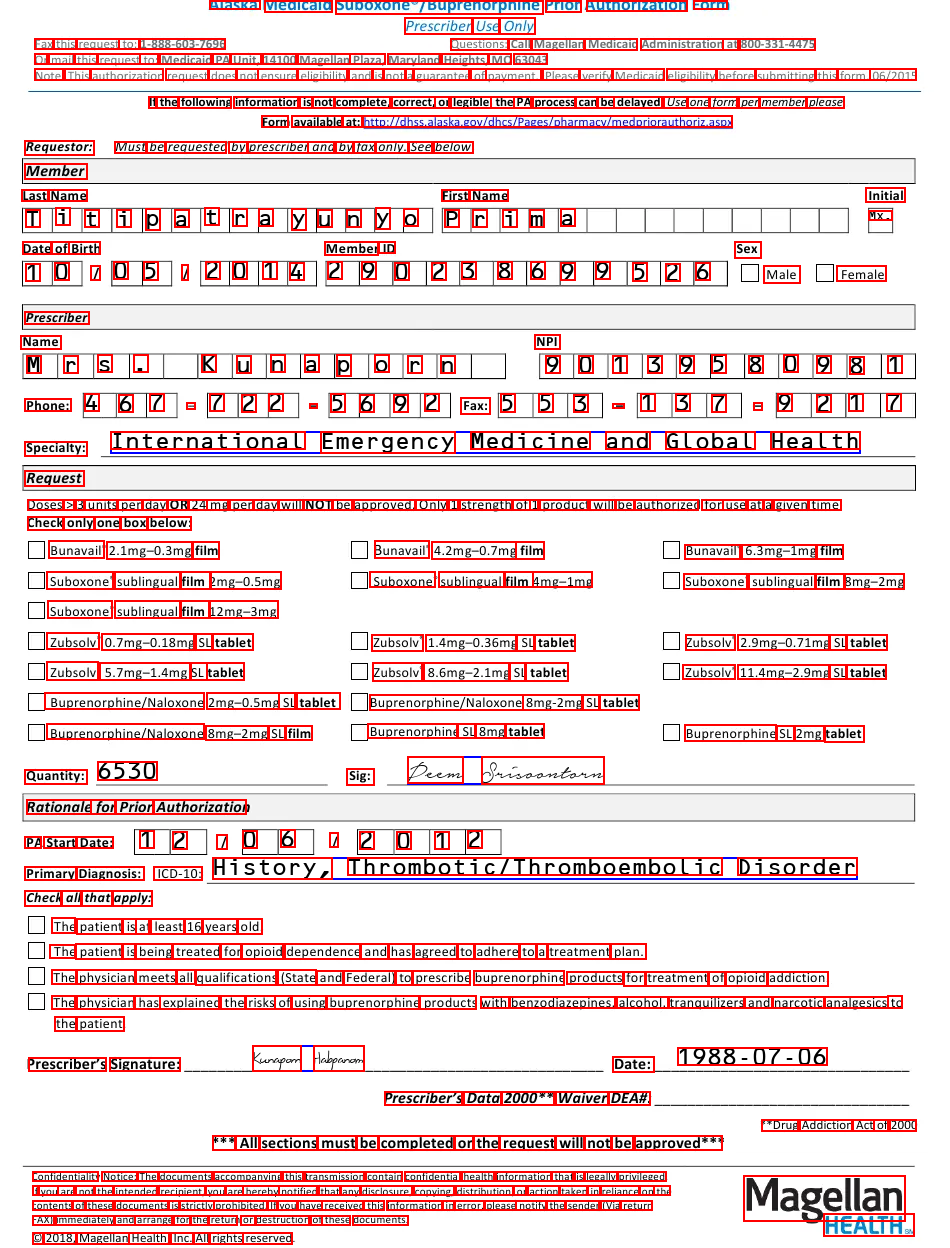 Alaska Medicaid Suboxone®/Buprenorphine Prior Authorization Form
Prescriber Use Only
Fax this request to: 1-888-603-7696 Questions: Call Magellan Medicaid Administration at 800-331-4475
Or mail this request to: Medicaid PA Unit, 14100 Magellan Plaza, Maryland Heights, MO 63043
Note: This authorization request does not ensure eligibility and is not a guarantee of payment. Please verify Medicaid eligibility before submitting this form. 06/2015
If the following information is not complete, correct, or legible the PA process can be delayed Use one form per member please
Form available at: http://dhss.alaska.gov/dhcs/Pages/pharmacy/medpriorauthoriz.aspx
Requestor: Must be requested by prescriber and by fax only. See below
Member
Last Name First Name Initial
Titipatrayunyo Prima Mx.
Date of Birth Member ID Sex
10/05/2014 290238699526 Male Female
Prescriber
Name NPI
Mrs. Kunaporn 90139580981
Phone: 467-722-5692 Fax: 553-137-9217
Specialty: International Emergency Medicine and Global Health
Request
Doses > 3 units per day OR 24 mg per day will NOT be approved. Only 1 strength of 1 product will be authorized for use at a given time
Check only one box below:
Bunavail® 2.1mg–0.3mg film Bunavail® 4.2mg–0.7mg film Bunavail® 6.3mg–1mg film
Suboxone® sublingual film 2mg–0.5mg Suboxone® sublingual film 4mg–1mg Suboxone sublingual film 8mg–2mg
Suboxone® sublingual film 12mg–3mg
Zubsolv® 0.7mg–0.18mg SL tablet Zubsolv® 1.4mg–0.36mg SL tablet Zubsolv® 2.9mg–0.71mg SL tablet
Zubsolv® 5.7mg–1.4mg SL tablet Zubsolv® 8.6mg–2.1mg SL tablet Zubsolv® 11.4mg–2.9mg SL tablet
Buprenorphine/Naloxone 2mg–0.5mg SL tablet Buprenorphine/Naloxone 8mg-2mg SL tablet
Buprenorphine/Naloxone 8mg–2mg SL film Buprenorphine SL 8mg tablet Buprenorphine SL 2mg tablet
Quantity: 6530 Sig: Deem Srisoontorn
Rationale for Prior Authorization
PA Start Date: 12/06/2012
Primary Diagnosis: ICD-10: History, Thrombotic/Thromboembolic Disorder
Check all that apply:
The patient is at least 16 years old.
The patient is being treated for opioid dependence and has agreed to adhere to a treatment plan.
The physician meets all qualifications (State and Federal) to prescribe buprenorphine products for treatment of opioid addiction
The physician has explained the risks of using buprenorphine products with benzodiazepines, alcohol, tranquilizers and narcotic analgesics to
the patient
Prescriber's Signature: Kunaporn Habpanom Date: 1988-07-06
Prescriber's Data 2000** Waiver DEA#:
**Drug Addiction Act of 2000
*** All sections must be completed or the request will not be approved***
Confidentiality Notice: The documents accompanying this transmission contain confidential health information that is legally privileged.
If you are not the intended recipient, you are hereby notified that any disclosure, copying, distribution or action taken in reliance on the
contents of these documents is strictly prohibited. If you have received this information in error, please notify the sender (Via return
FAX) immediately and arrange for the return or destruction of these documents.
© 2018, Magellan Health, Inc. All rights reserved.
Magellan
HEALTH℠